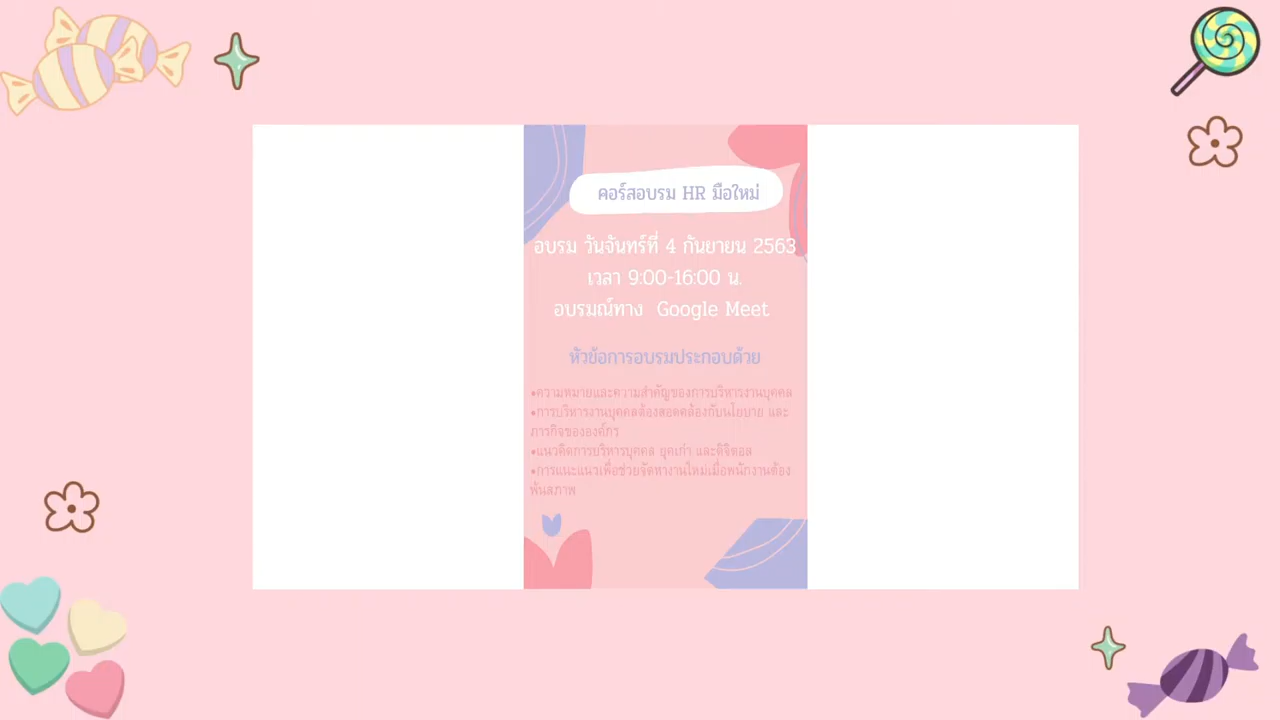 คอร์สอบรม HR มือใหม่
อบรม วันจันทร์ที่ 4 กันยายน 2563
เวลา 9:00-16:00 น.
อบรมณ์ทาง Google Meet
หัวข้อการอบรมประกอบด้วย
•ความหมายและความสำคัญของการบริหารงานบุคคล
•การบริหารงานบุคคลต้องสอดคล้องกับนโยบาย และ
ภารกิจขององค์กร
•แนวคิดการบริหารบุคคล ยุคเก่า และดิจิตอล
•การแนะแนวเพื่อช่วยจัดหางานใหม่เมื่อพนักงานต้อง
พ้นสภาพ